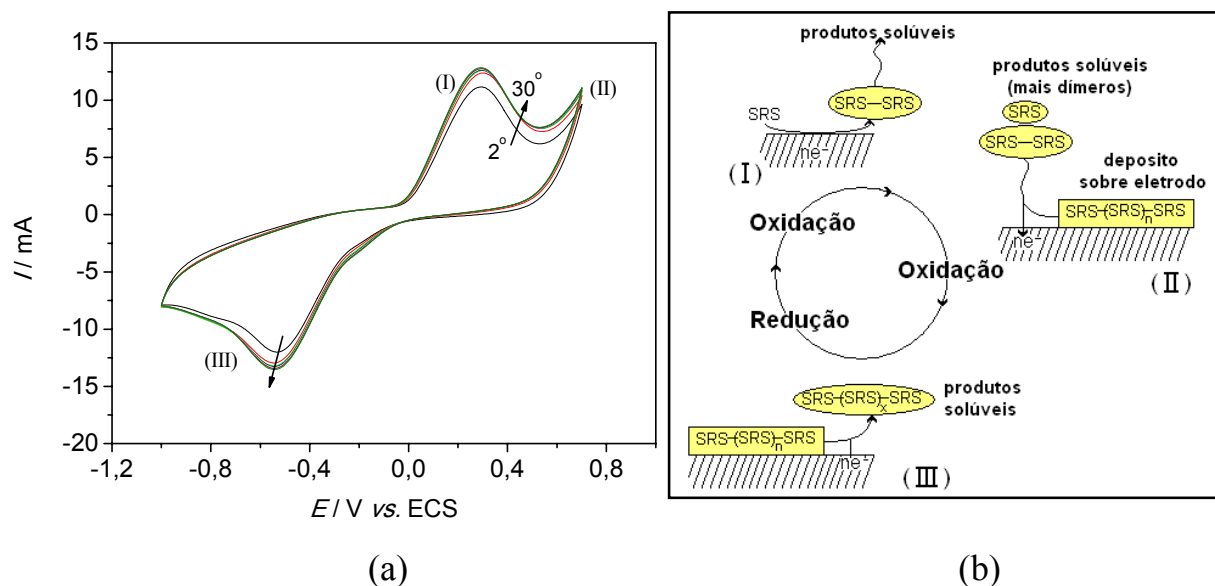 15
10
5
0
-5
-10
-15
-20
I / mA
(I)
30°
2°
(II)
(III)
-1,2
-0,8
-0,4
0,0
0,4
0,8
E / V vs. ECS
(a)
produtos solúveis
SRS—SRS
SRS
ne⁻
(I)
produtos solúveis
(mais dímeros)
SRS
SRS—SRS
deposito
sobre eletrodo
SRS-(SRS)n-SRS
ne⁻
(II)
Oxidação
Oxidação
Redução
SRS-(SRS)x-SRS
produtos
solúveis
SRS-(SRS)n-SRS
ne⁻
(III)
(b)